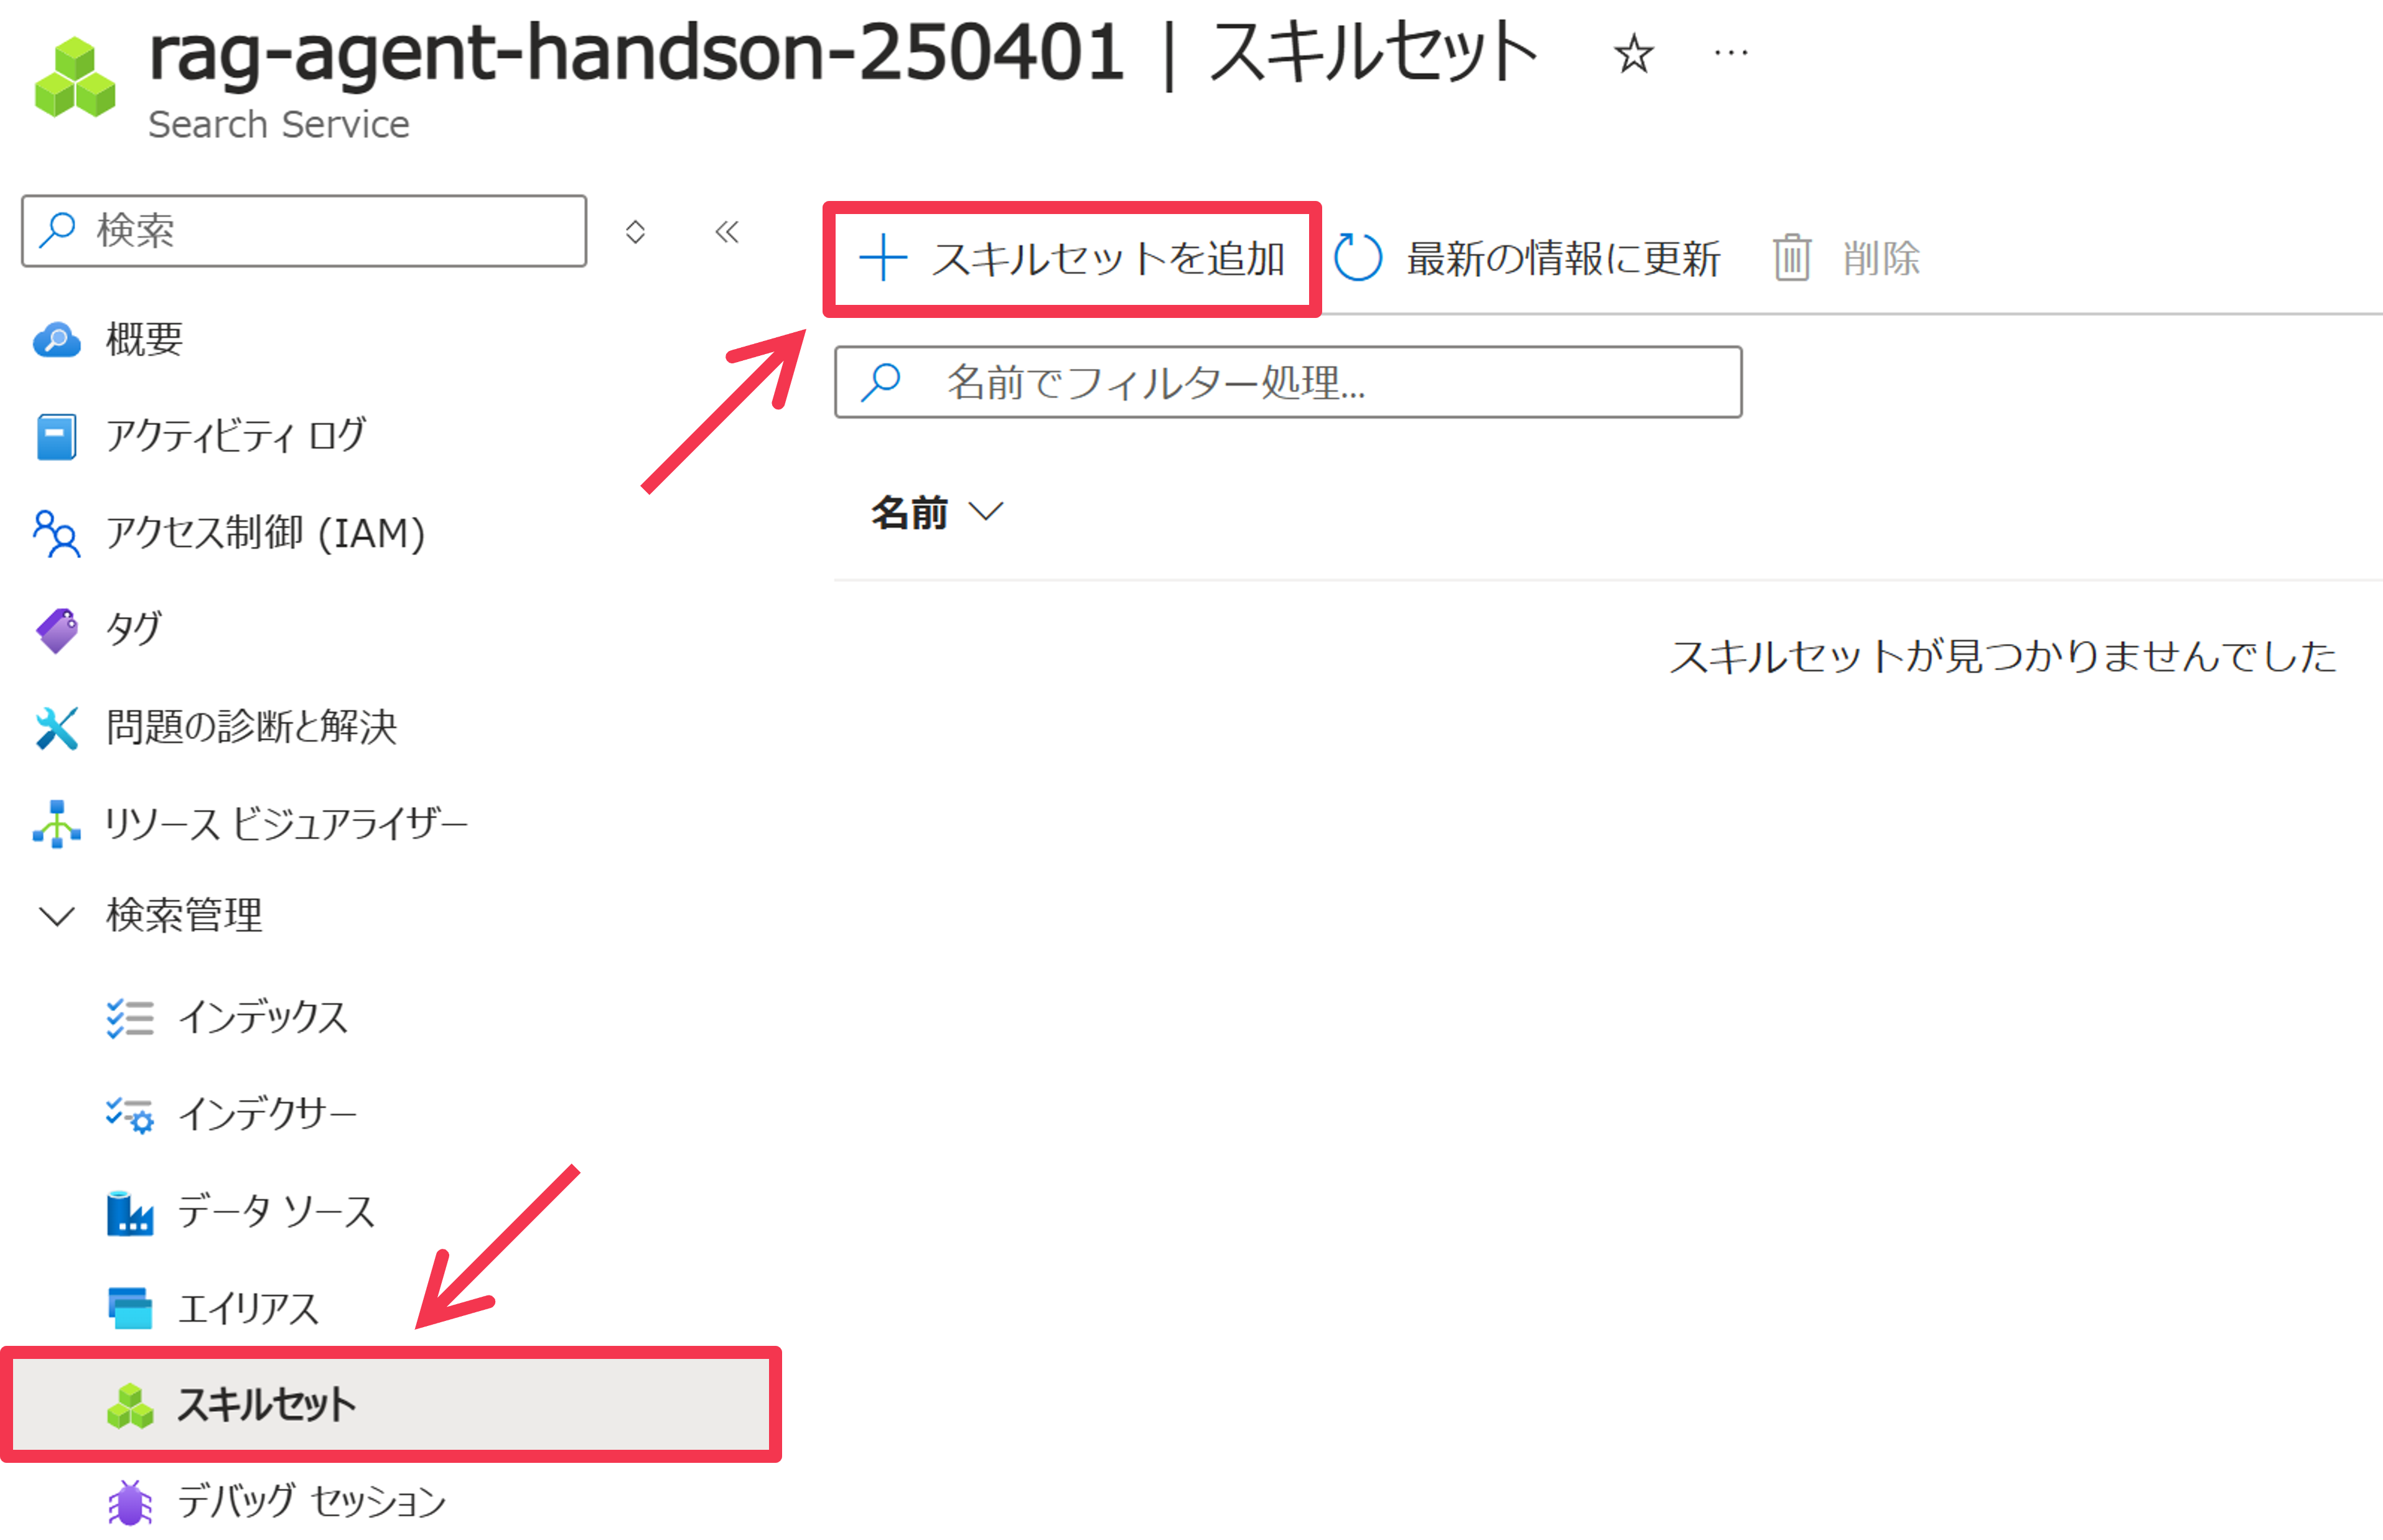 rag-agent-handson-250401 | スキルセット ☆ …
Search Service
検索
概要
アクティビティ ログ
アクセス制御 (IAM)
タグ
問題の診断と解決
リソース ビジュアライザー
検索管理
インデックス
インデクサー
データ ソース
エイリアス
スキルセット
デバッグ セッション
スキルセットを追加 最新の情報に更新 削除
名前でフィルター処理...
名前
スキルセットが見つかりませんでした